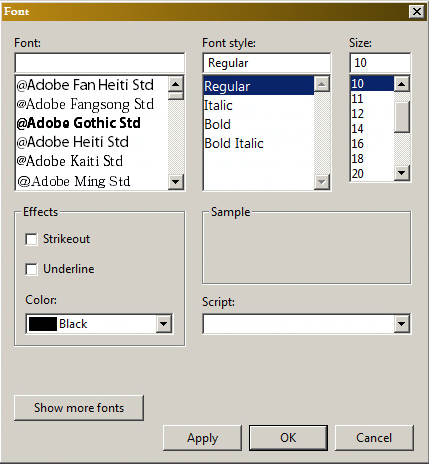 Font
Font:
Font style:
Size:
Regular
10
@Adobe Fan Heiti Std
@Adobe Fangsong Std
@Adobe Gothic Std
@Adobe Heiti Std
@Adobe Kaiti Std
@Adobe Ming Std
Regular
Italic
Bold
Bold Italic
10
11
12
14
16
18
20
Effects
Strikeout
Underline
Color:
Black
Sample
Script:
Show more fonts
Apply
OK
Cancel